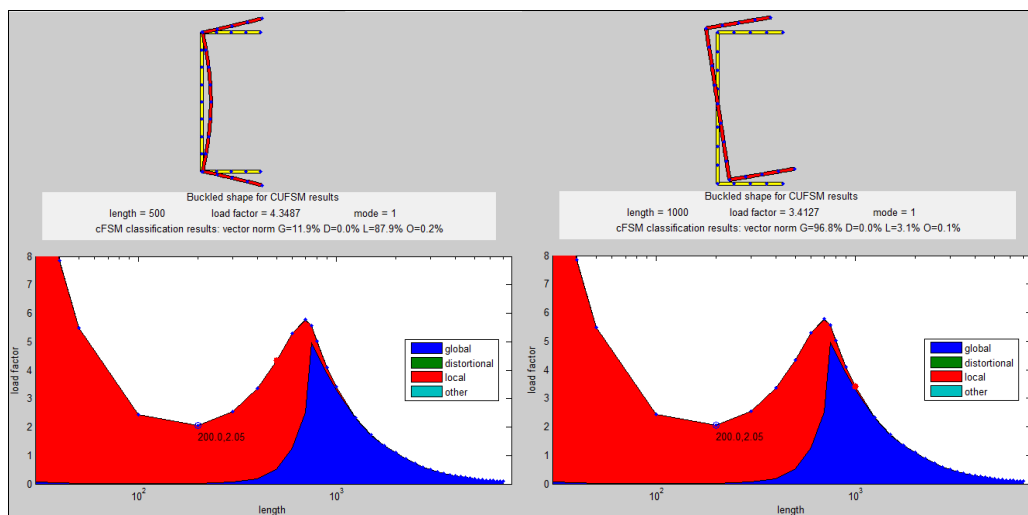 Buckled shape for CUFSM results
length = 500 load factor = 4.3487 mode = 1
cFSM classification results: vector norm G=11.9% D=0.0% L=87.9% O=0.2%
8
7
6
5
4
3
2
1
0
load factor
200.0,2.05
global
distortional
local
other
10^2
10^3
length
Buckled shape for CUFSM results
length = 1000 load factor = 3.4127 mode = 1
cFSM classification results: vector norm G=96.8% D=0.0% L=3.1% O=0.1%
8
7
6
5
4
3
2
1
0
load factor
200.0,2.05
global
distortional
local
other
10^2
10^3
length